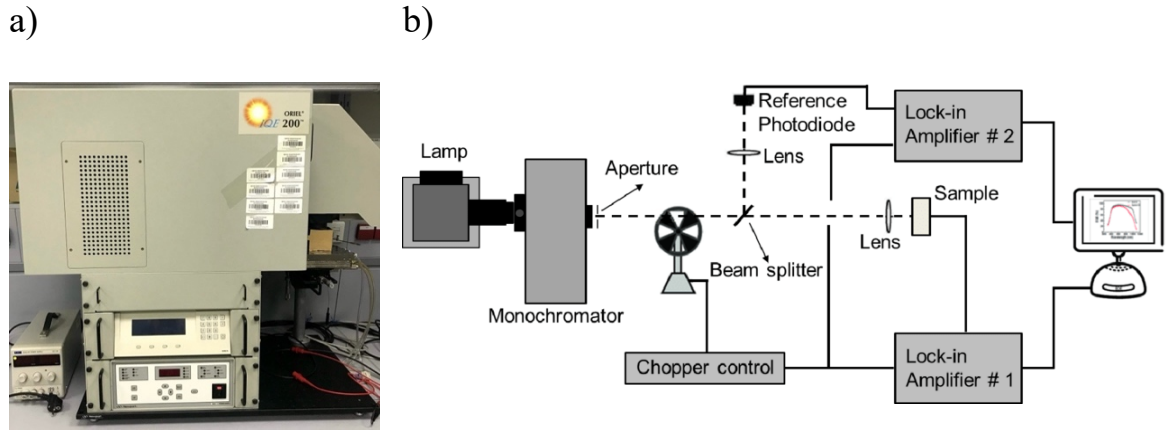 a)
b)
ORIEL®
IQE 200™
Lamp
Aperture
Monochromator
Reference
Photodiode
Lens
Beam splitter
Chopper control
Lens
Sample
Lock-in
Amplifier # 2
Lock-in
Amplifier # 1